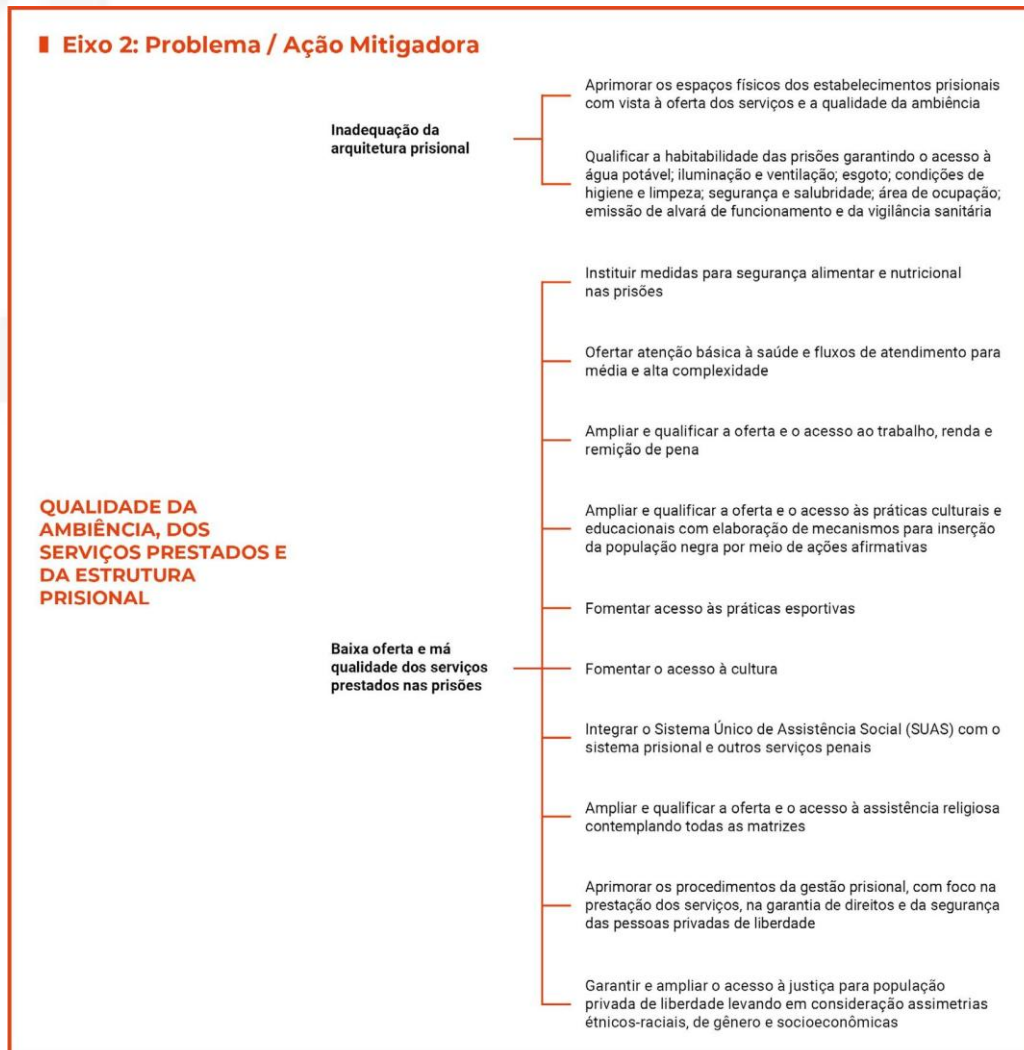 Eixo 2: Problema / Ação Mitigadora
Inadequação da
arquitetura prisional
Aprimorar os espaços físicos dos estabelecimentos prisionais
com vista à oferta dos serviços e a qualidade da ambiência
Qualificar a habitabilidade das prisões garantindo o acesso à
água potável; iluminação e ventilação; esgoto; condições de
higiene e limpeza; segurança e salubridade; área de ocupação;
emissão de alvará de funcionamento e da vigilância sanitária
QUALIDADE DA
AMBIÊNCIA, DOS
SERVIÇOS PRESTADOS E
DA ESTRUTURA
PRISIONAL
Baixa oferta e má
qualidade dos serviços
prestados nas prisões
Instituir medidas para segurança alimentar e nutricional
nas prisões
Ofertar atenção básica à saúde e fluxos de atendimento para
média e alta complexidade
Ampliar e qualificar a oferta e o acesso ao trabalho, renda e
remição de pena
Ampliar e qualificar a oferta e o acesso às práticas culturais e
educacionais com elaboração de mecanismos para inserção
da população negra por meio de ações afirmativas
Fomentar acesso às práticas esportivas
Fomentar o acesso à cultura
Integrar o Sistema Único de Assistência Social (SUAS) com o
sistema prisional e outros serviços penais
Ampliar e qualificar a oferta e o acesso à assistência religiosa
contemplando todas as matrizes
Aprimorar os procedimentos da gestão prisional, com foco na
prestação dos serviços, na garantia de direitos e da segurança
das pessoas privadas de liberdade
Garantir e ampliar o acesso à justiça para população
privada de liberdade levando em consideração assimetrias
étnicos-raciais, de gênero e socioeconômicas